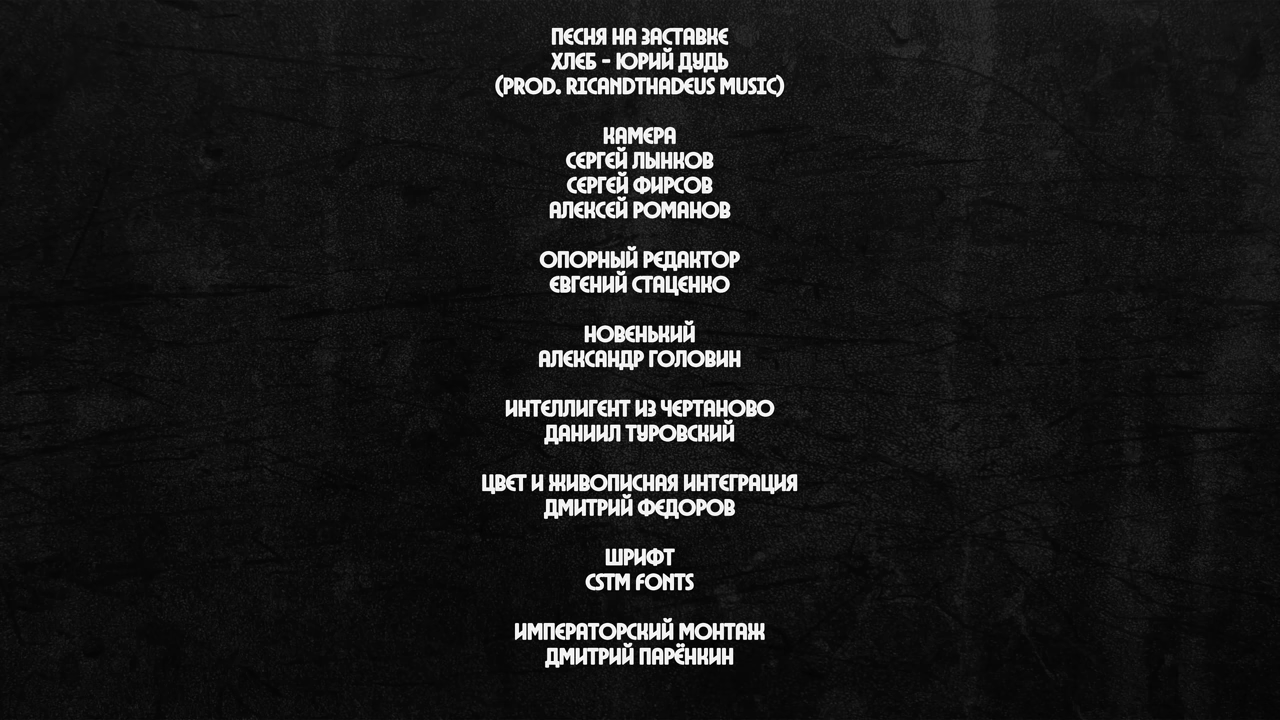 ПЕСНЯ НА ЗАСТАВКЕ
ХЛЕБ - ЮРИЙ ДУДЬ
(PROD. RICANDTHADEUS MUSIC)
КАМЕРА
СЕРГЕЙ ЛЫНКОВ
СЕРГЕЙ ФИРСОВ
АЛЕКСЕЙ РОМАНОВ
ОПОРНЫЙ РЕДАКТОР
ЕВГЕНИЙ СТАЦЕНКО
НОВЕНЬКИЙ
АЛЕКСАНДР ГОЛОВИН
ИНТЕЛЛИГЕНТ ИЗ ЧЕРТАНОВО
ДАНИИЛ ТУРОВСКИЙ
ЦВЕТ И ЖИВОПИСНАЯ ИНТЕГРАЦИЯ
ДМИТРИЙ ФЕДОРОВ
ШРИФТ
CSTM FONTS
ИМПЕРАТОРСКИЙ МОНТАЖ
ДМИТРИЙ ПАРЁНКИН